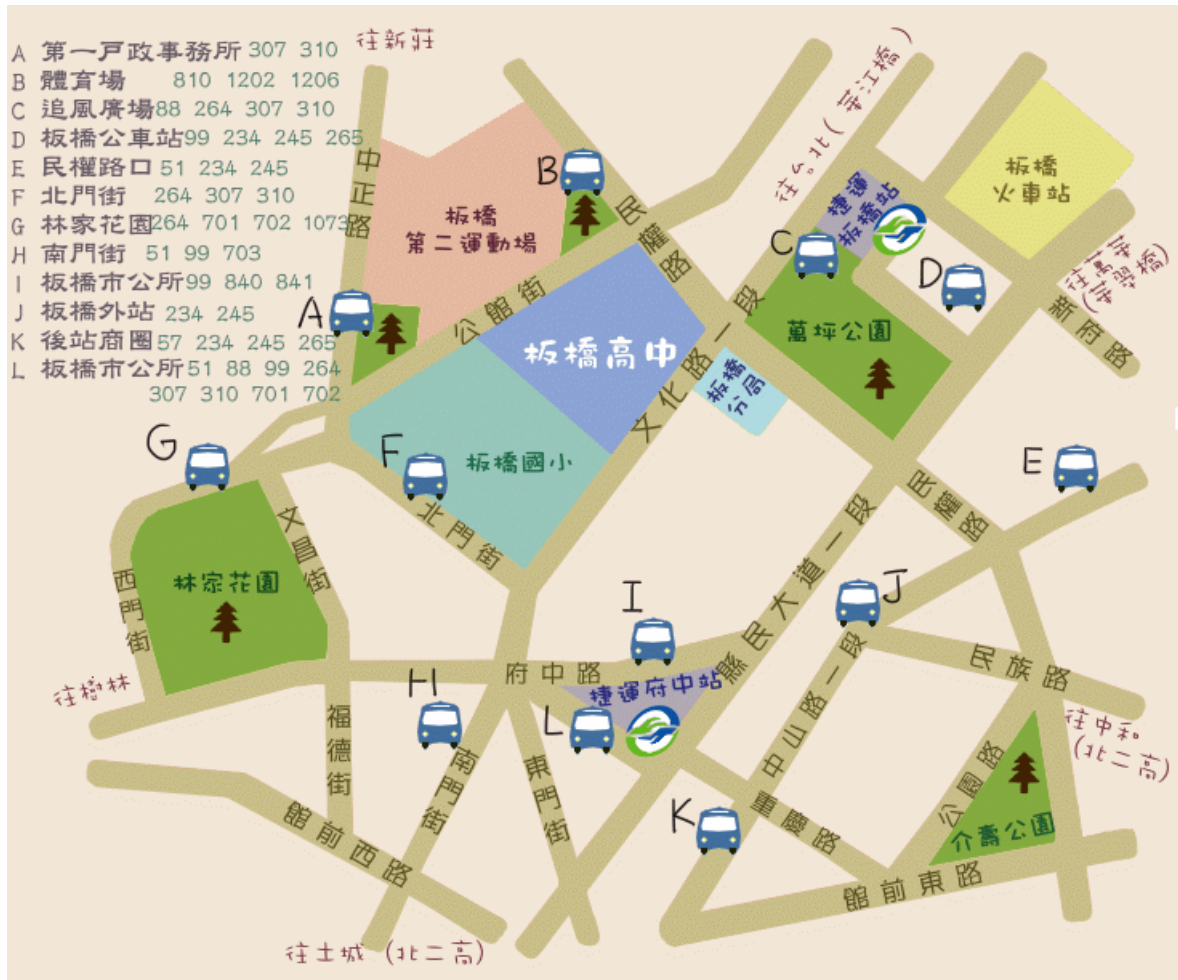 A 第一戶政事務所 307 310
B 體育場 810 1202 1206
C 追風廣場 88 264 307 310
D 板橋公車站 99 234 245 265
E 民權路口 51 234 245
F 北門街 264 307 310
G 林家花園 264 701 702 1073
H 南門街 51 99 703
I 板橋市公所 99 840 841
J 板橋外站 234 245
K 後站商圈 57 234 245 265
L 板橋市公所 51 88 99 264
307 310 701 702
往新莊
中正路
B
板橋
第二運動場
民權路
往台北(華江橋)
捷運
板橋站
板橋
火車站
C
D
往萬華
(華翠橋)
新府路
A
公館街
板橋高中
文化路一段
萬坪公園
板橋
分局
G
F
板橋國小
北門街
E
民權路
文昌街
林家花園
西門街
縣民大道一段
I
J
往樹林
府中路
捷運府中站
民族路
H
L
福德街
南門街
東門街
中山路一段
往中和
(北二高)
公園路
介壽公園
K
重慶路
館前西路
館前東路
往土城 (北二高)